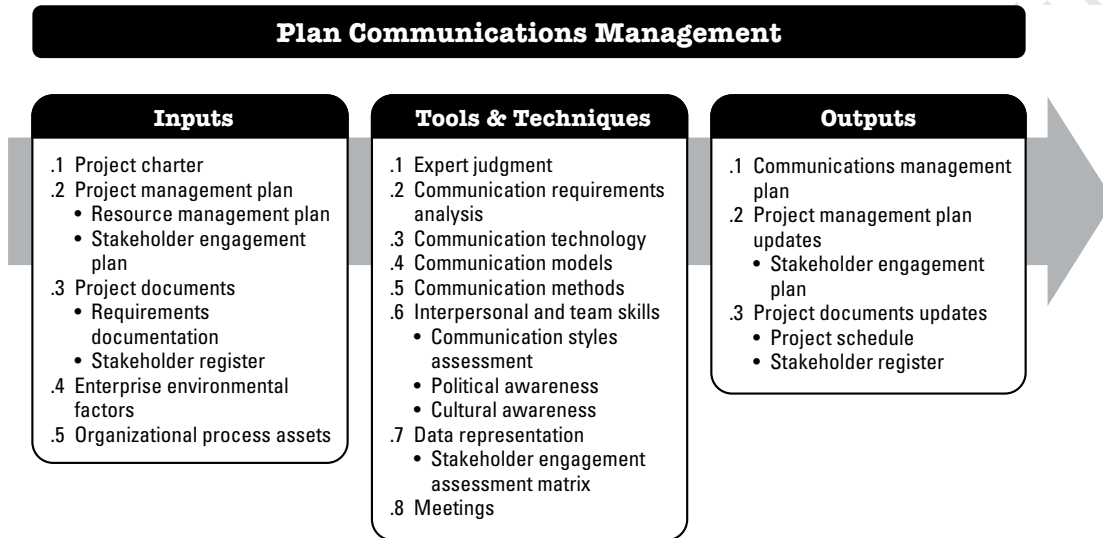 Plan Communications Management
Inputs
.1 Project charter
.2 Project management plan
• Resource management plan
• Stakeholder engagement
plan
.3 Project documents
• Requirements
documentation
• Stakeholder register
.4 Enterprise environmental
factors
.5 Organizational process assets
Tools & Techniques
.1 Expert judgment
.2 Communication requirements
analysis
.3 Communication technology
.4 Communication models
.5 Communication methods
.6 Interpersonal and team skills
• Communication styles
assessment
• Political awareness
• Cultural awareness
.7 Data representation
• Stakeholder engagement
assessment matrix
.8 Meetings
Outputs
.1 Communications management
plan
.2 Project management plan
updates
• Stakeholder engagement
plan
.3 Project documents updates
• Project schedule
• Stakeholder register